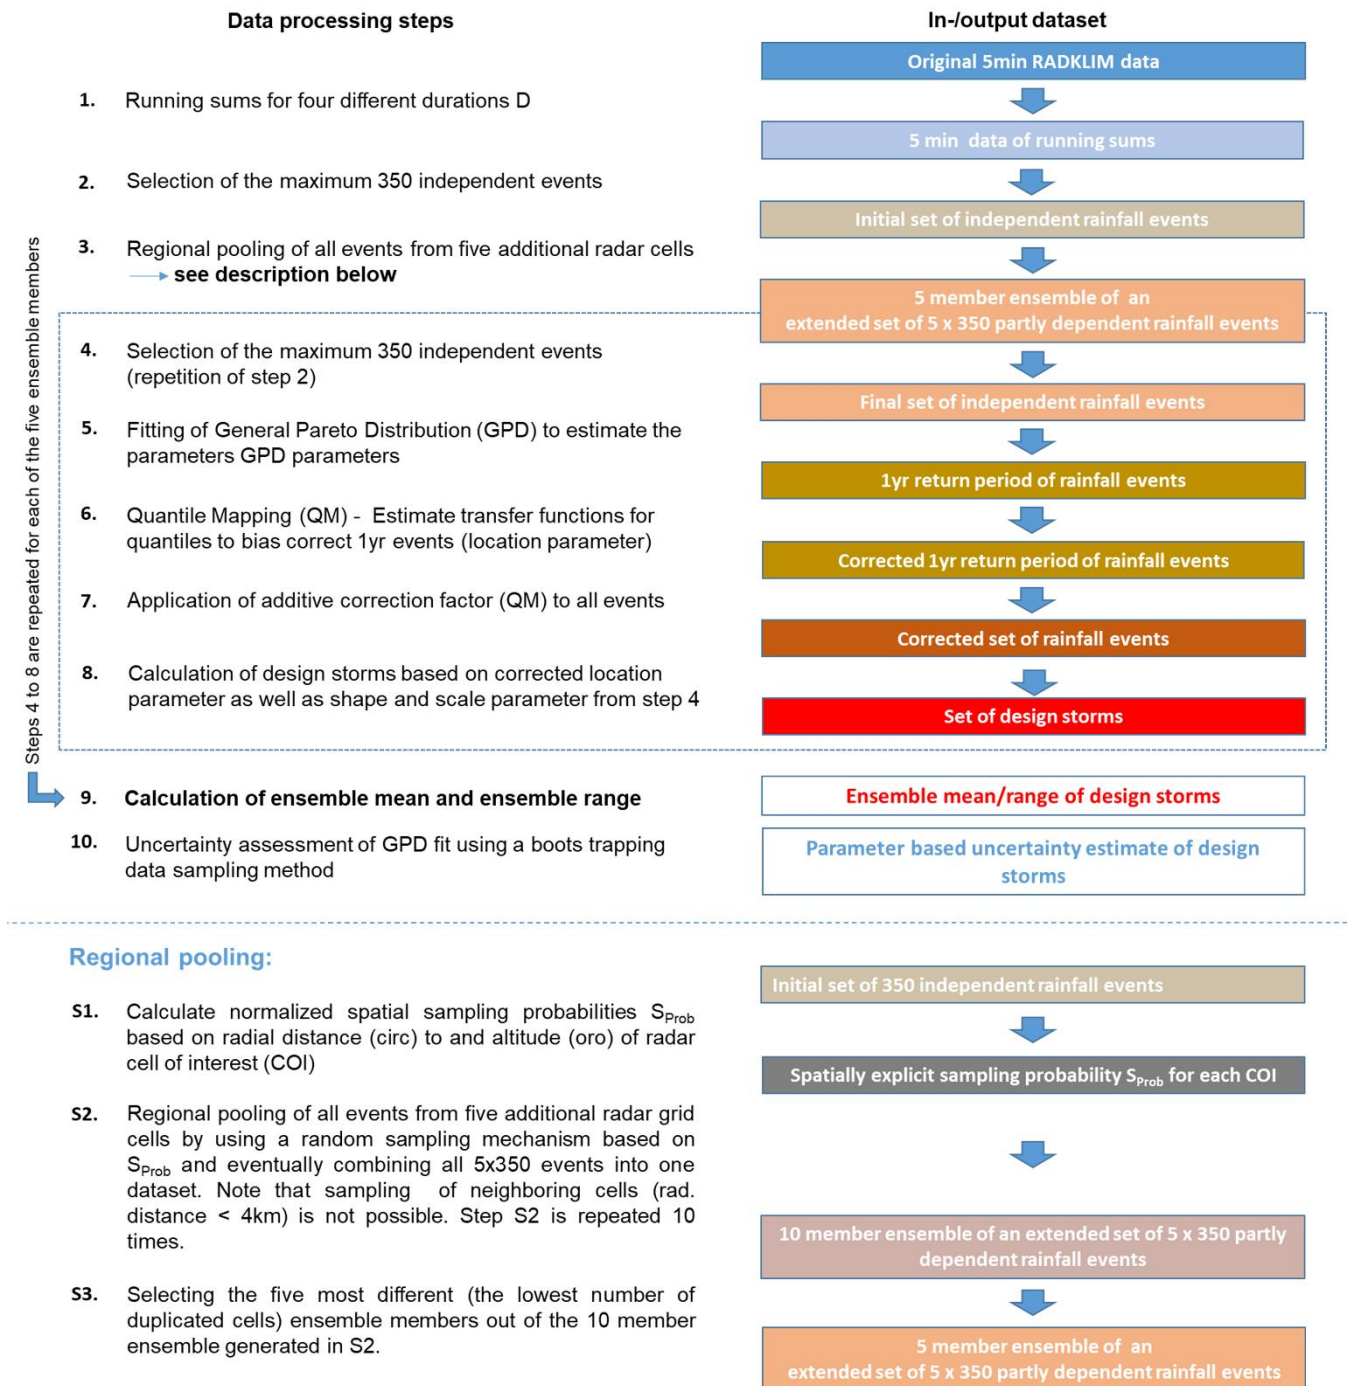 Data processing steps
In-/output dataset
Original 5min RADKLIM data
1. Running sums for four different durations D
5 min data of running sums
2. Selection of the maximum 350 independent events
Initial set of independent rainfall events
3. Regional pooling of all events from five additional radar cells
see description below
5 member ensemble of an
extended set of 5 x 350 partly dependent rainfall events
Steps 4 to 8 are repeated for each of the five ensemble members
4. Selection of the maximum 350 independent events
(repetition of step 2)
Final set of independent rainfall events
5. Fitting of General Pareto Distribution (GPD) to estimate the
parameters GPD parameters
1yr return period of rainfall events
6. Quantile Mapping (QM) - Estimate transfer functions for
quantiles to bias correct 1yr events (location parameter)
Corrected 1yr return period of rainfall events
7. Application of additive correction factor (QM) to all events
Corrected set of rainfall events
8. Calculation of design storms based on corrected location
parameter as well as shape and scale parameter from step 4
Set of design storms
9. Calculation of ensemble mean and ensemble range
Ensemble mean/range of design storms
10. Uncertainty assessment of GPD fit using a boots trapping
data sampling method
Parameter based uncertainty estimate of design
storms
Regional pooling:
Initial set of 350 independent rainfall events
S1. Calculate normalized spatial sampling probabilities SProb
based on radial distance (circ) to and altitude (oro) of radar
cell of interest (COI)
Spatially explicit sampling probability SProb for each COI
S2. Regional pooling of all events from five additional radar grid
cells by using a random sampling mechanism based on
SProb and eventually combining all 5x350 events into one
dataset. Note that sampling of neighboring cells (rad.
distance < 4km) is not possible. Step S2 is repeated 10
times.
10 member ensemble of an extended set of 5 x 350 partly
dependent rainfall events
S3. Selecting the five most different (the lowest number of
duplicated cells) ensemble members out of the 10 member
ensemble generated in S2.
5 member ensemble of an
extended set of 5 x 350 partly dependent rainfall events